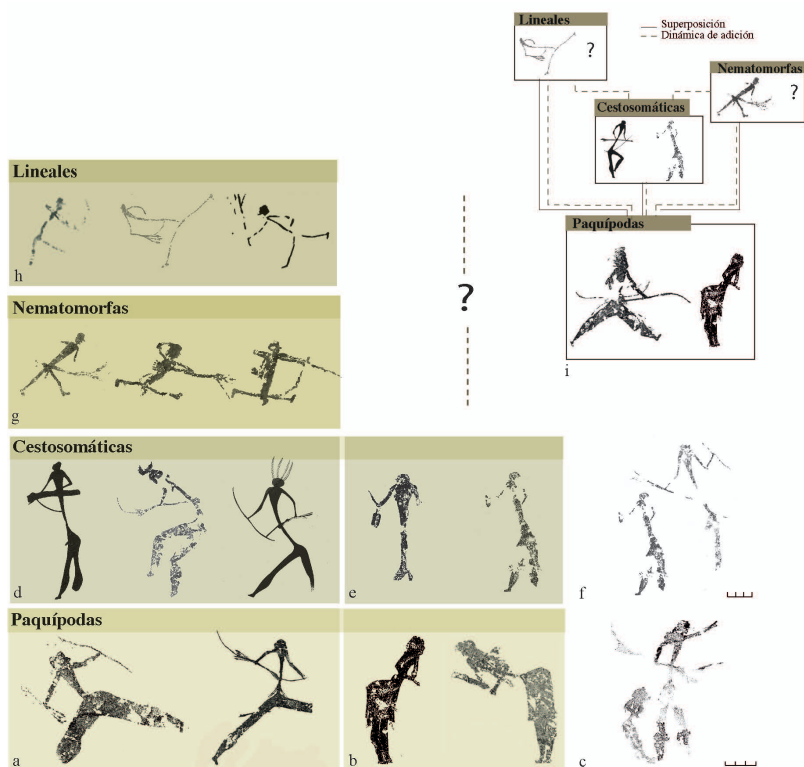 Lineales
Superposición
Dinámica de adición
?
Nematomorfas
?
Cestosomáticas
Paquípodas
i
Lineales
h
?
Nematomorfas
g
Cestosomáticas
d
e
f
Paquípodas
a
b
c